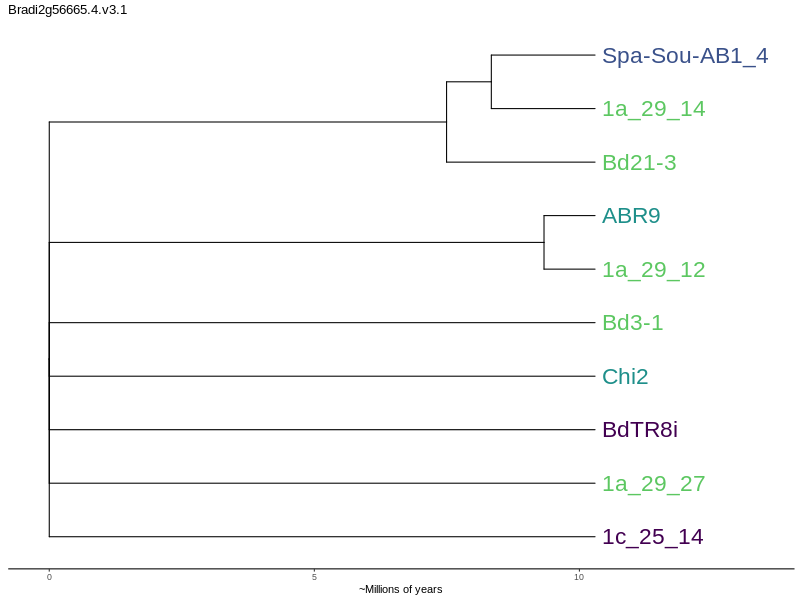 Bradi2g56665.4.v3.1
Spa-Sou-AB1_4
1a_29_14
Bd21-3
ABR9
1a_29_12
Bd3-1
Chi2
BdTR8i
1a_29_27
1c_25_14
0 5 10
~Millions of years